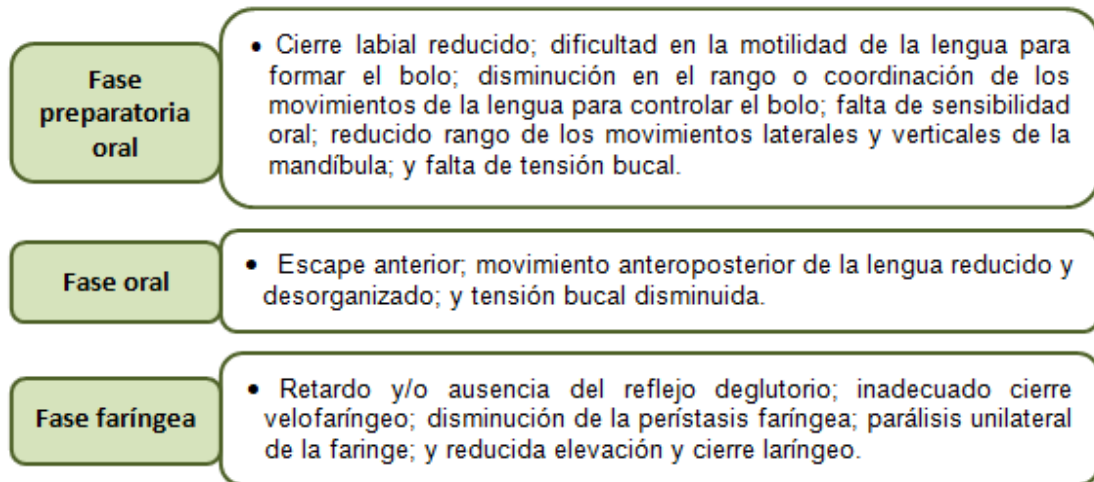 Fase
preparatoria
oral
• Cierre labial reducido; dificultad en la motilidad de la lengua para
formar el bolo; disminución en el rango o coordinación de los
movimientos de la lengua para controlar el bolo; falta de sensibilidad
oral; reducido rango de los movimientos laterales y verticales de la
mandíbula; y falta de tensión bucal.
Fase oral
• Escape anterior; movimiento anteroposterior de la lengua reducido y
desorganizado; y tensión bucal disminuida.
Fase faríngea
• Retardo y/o ausencia del reflejo deglutorio; inadecuado cierre
velofaríngeo; disminución de la perístasis faríngea; parálisis unilateral
de la faringe; y reducida elevación y cierre laríngeo.